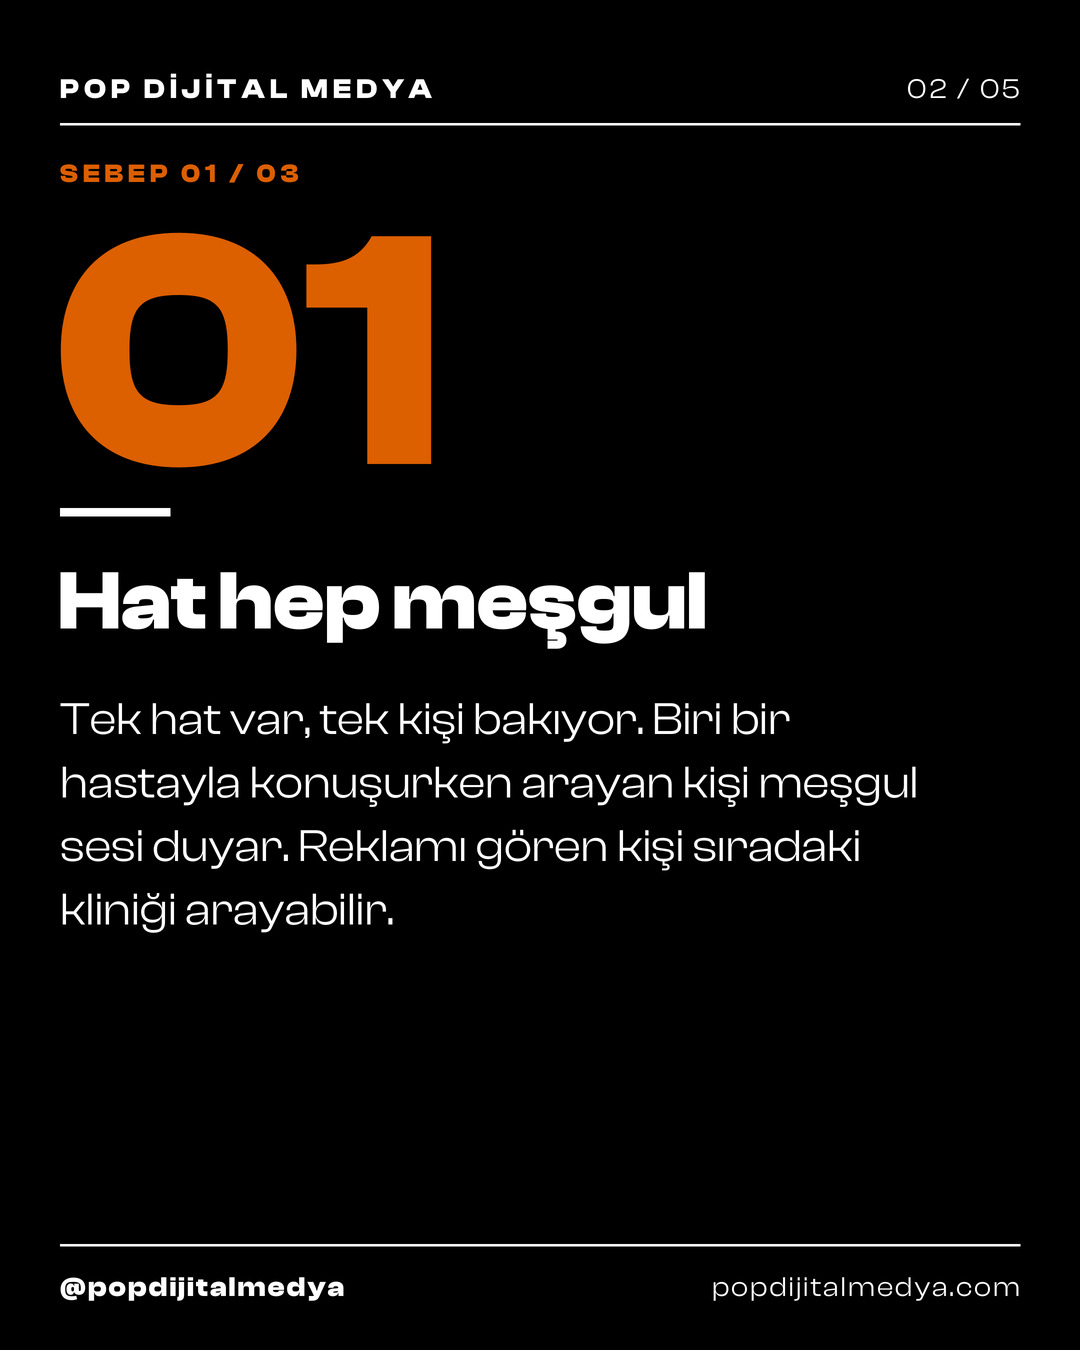 POP DİJİTAL MEDYA
02 / 05
SEBEP 01 / 03
01
Hat hep meşgul
Tek hat var, tek kişi bakıyor. Biri bir
hastayla konuşurken arayan kişi meşgul
sesi duyar. Reklamı gören kişi sıradaki
kliniği arayabilir.
@popdijitalmedya
popdijitalmedya.com